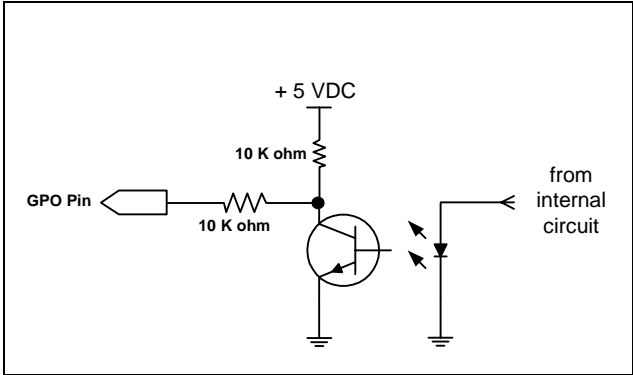 + 5 VDC
10 K ohm
GPO Pin
10 K ohm
from
internal
circuit